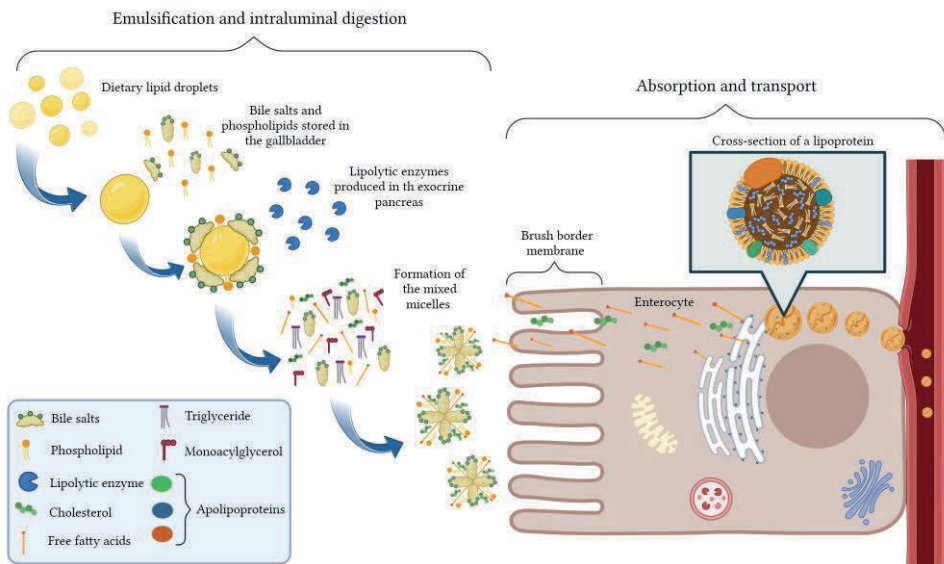 Emulsification and intraluminal digestion
Dietary lipid droplets
Bile salts and
phospholipids stored in
the gallbladder
Lipolytic enzymes
produced in th exocrine
pancreas
Formation of
the mixed
micelles
Absorption and transport
Cross-section of a lipoprotein
Brush border
membrane
Enterocyte
Bile salts
Triglyceride
Phospholipid
Monoacylglycerol
Lipolytic enzyme
Cholesterol
Apolipoproteins
Free fatty acids